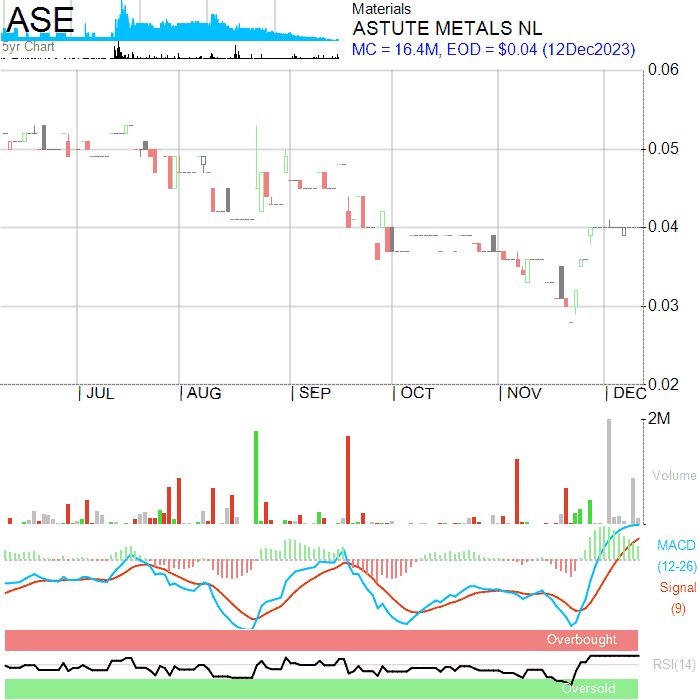 ASE
5yr Chart
Materials
ASTUTE METALS NL
MC = 16.4M, EOD = $0.04 (12Dec2023)
0.06
0.05
0.04
0.03
0.02
| JUL | AUG | SEP | OCT | NOV | DEC
2M
Volume
MACD
(12-26)
Signal
(9)
Overbought
RSI(14)
Oversold